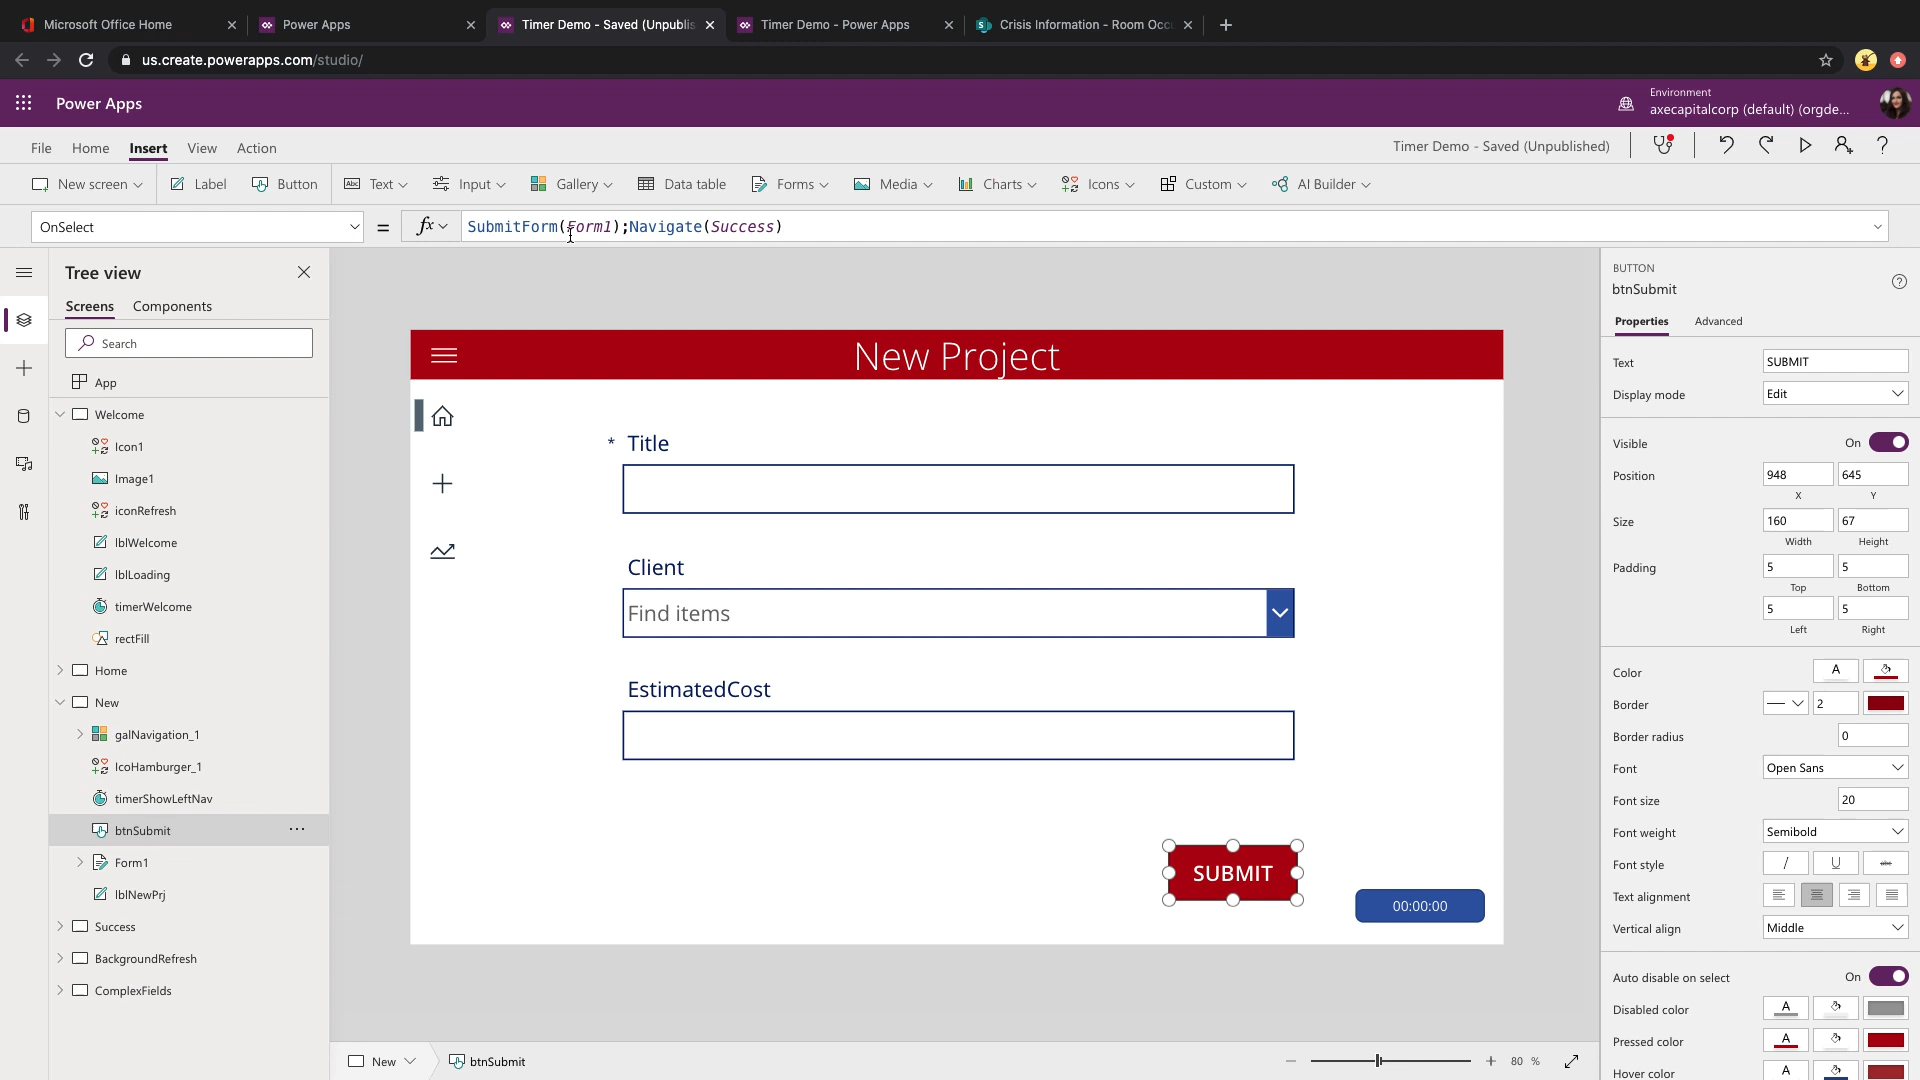 Microsoft Office Home
Power Apps
Timer Demo - Saved (Unpublis
Timer Demo - Power Apps
Crisis Information - Room Occu
us.create.powerapps.com/studio/
Power Apps
Environment
axecapitalcorp (default) (orgde...
File
Home
Insert
View
Action
Timer Demo - Saved (Unpublished)
New screen
Label
Button
Text
Input
Gallery
Data table
Forms
Media
Charts
Icons
Custom
AI Builder
OnSelect
=
fx
SubmitForm(Form1);Navigate(Success)
Tree view
Screens
Components
Search
App
Welcome
Icon1
Image1
iconRefresh
lblWelcome
lblLoading
timerWelcome
rectFill
Home
New
galNavigation_1
IcoHamburger_1
timerShowLeftNav
btnSubmit
Form1
lblNewPrj
Success
BackgroundRefresh
ComplexFields
New Project
* Title
Client
Find items
EstimatedCost
SUBMIT
00:00:00
New
btnSubmit
80 %
BUTTON
btnSubmit
Properties
Advanced
Text
SUBMIT
Display mode
Edit
Visible
On
Position
948
645
X
Y
Size
160
67
Width
Height
Padding
5
5
Top
Bottom
5
5
Left
Right
Color
A
Border
2
Border radius
0
Font
Open Sans
Font size
20
Font weight
Semibold
Font style
/
U
abc
Text alignment
Vertical align
Middle
Auto disable on select
On
Disabled color
A
Pressed color
A
Hover color
A